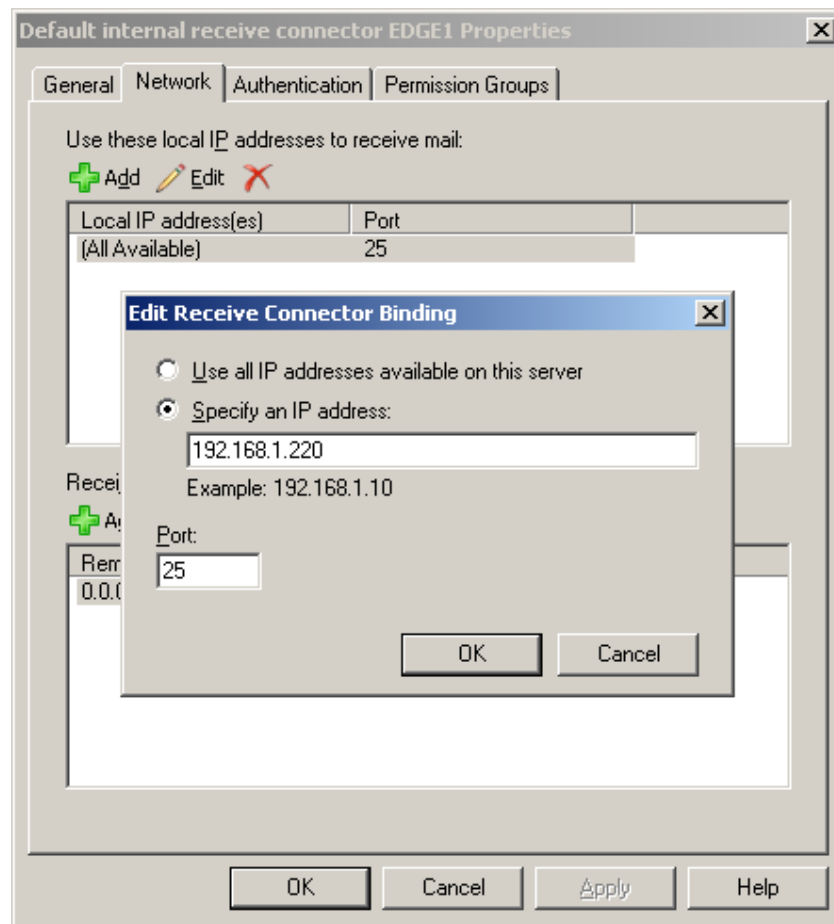 Default internal receive connector EDGE1 Properties
General Network Authentication Permission Groups
Use these local IP addresses to receive mail:
Add Edit
Local IP address(es) Port
(All Available) 25
Edit Receive Connector Binding
Use all IP addresses available on this server
Specify an IP address:
192.168.1.220
Example: 192.168.1.10
Port:
25
OK Cancel
OK Cancel Apply Help